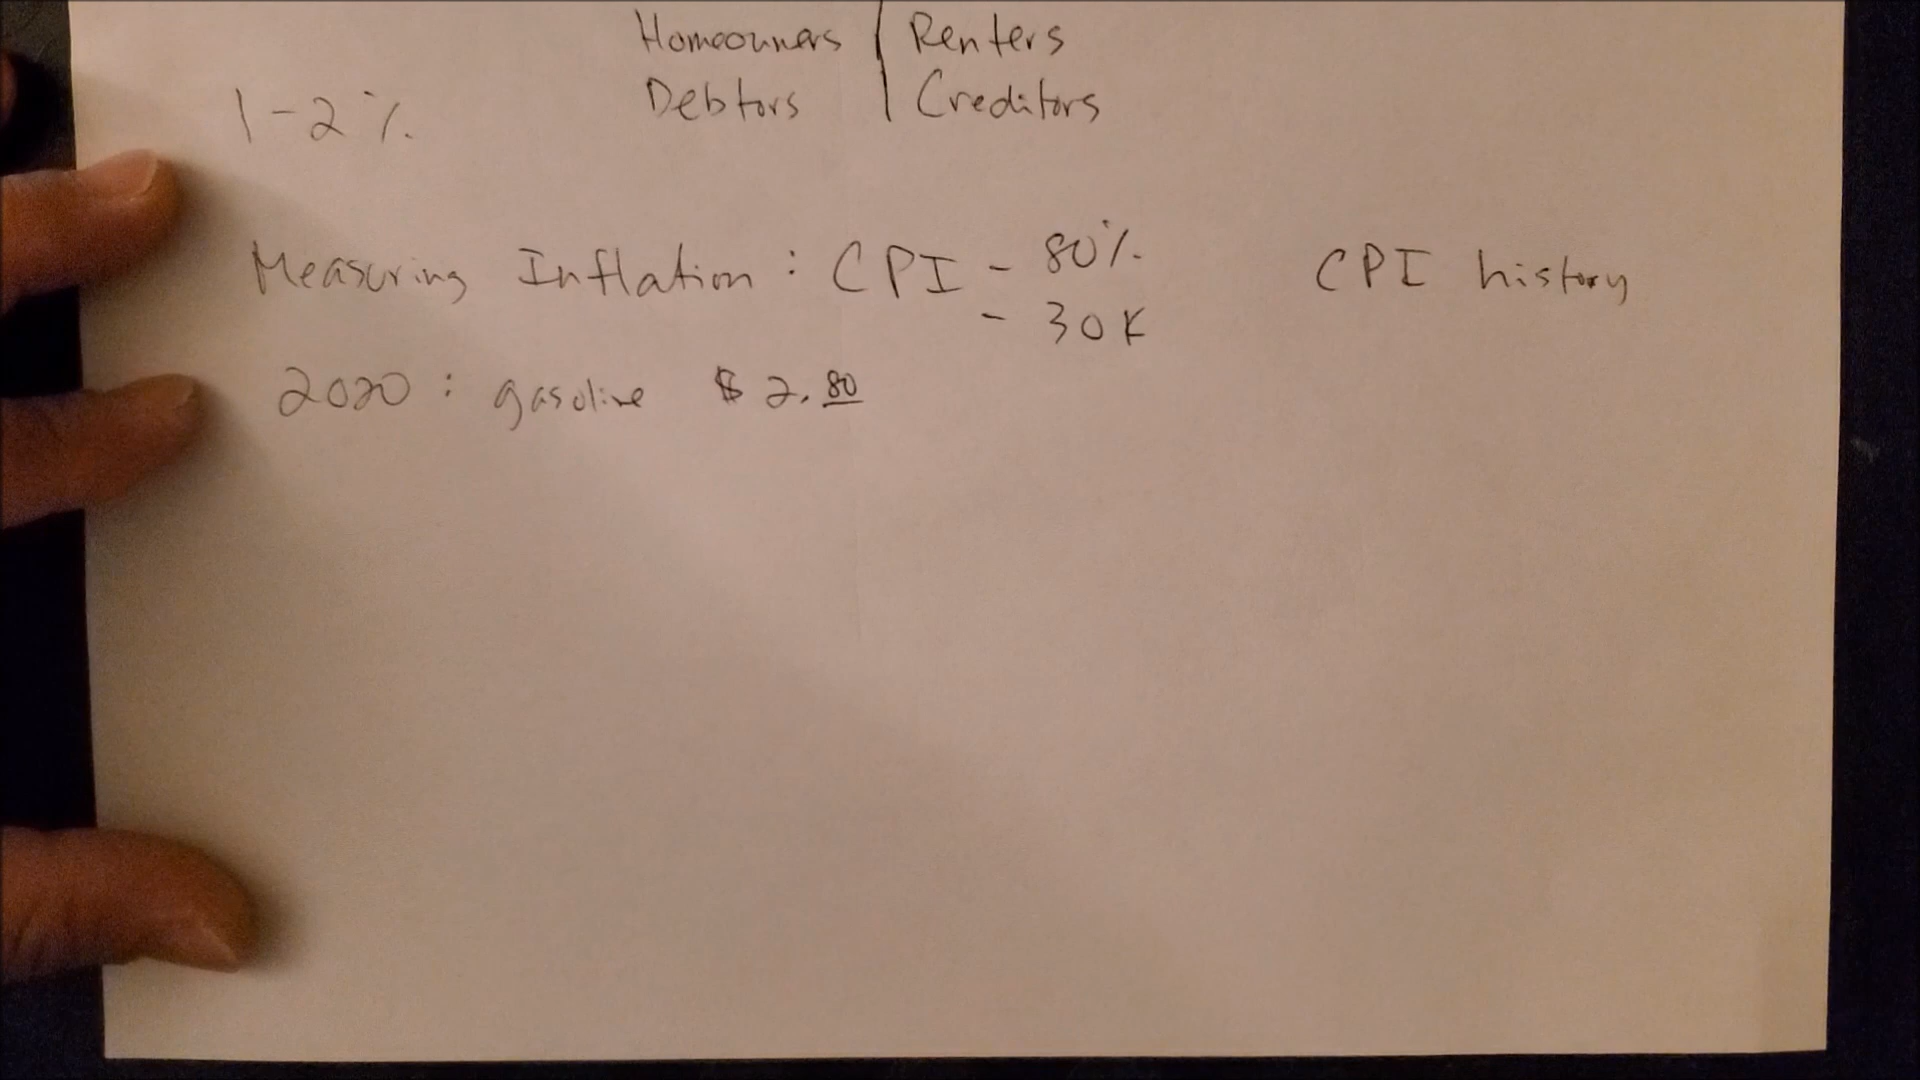 Homeowners | Renters
Debtors | Creditors
1-2%
Measuring Inflation : CPI - 80% CPI history
- 30K
2020 : gasoline $2.80